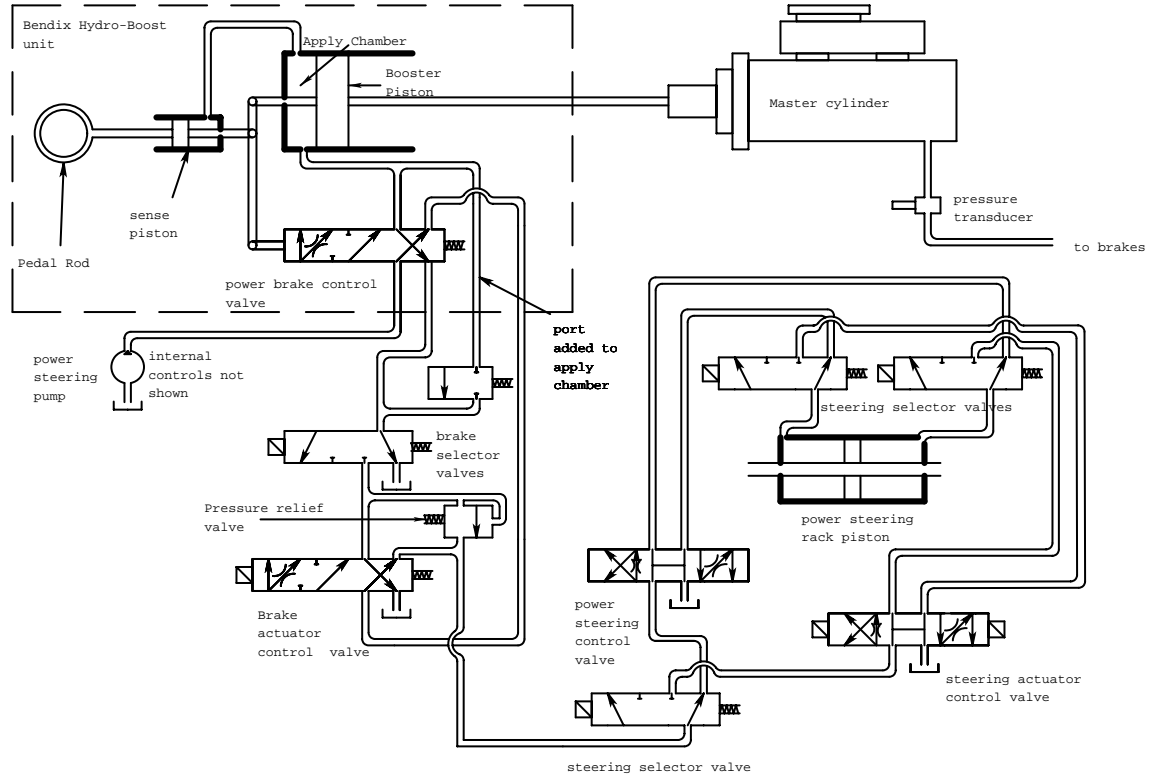 Bendix Hydro-Boost
unit
Apply Chamber
Booster
Piston
Master cylinder
sense
piston
Pedal Rod
pressure
transducer
to brakes
power brake control
valve
port
added to
apply
chamber
power
steering
pump
internal
controls not
shown
steering selector valves
brake
selector
valves
Pressure relief
valve
power steering
rack piston
Brake
actuator
control valve
power
steering
control
valve
steering actuator
control valve
steering selector valve